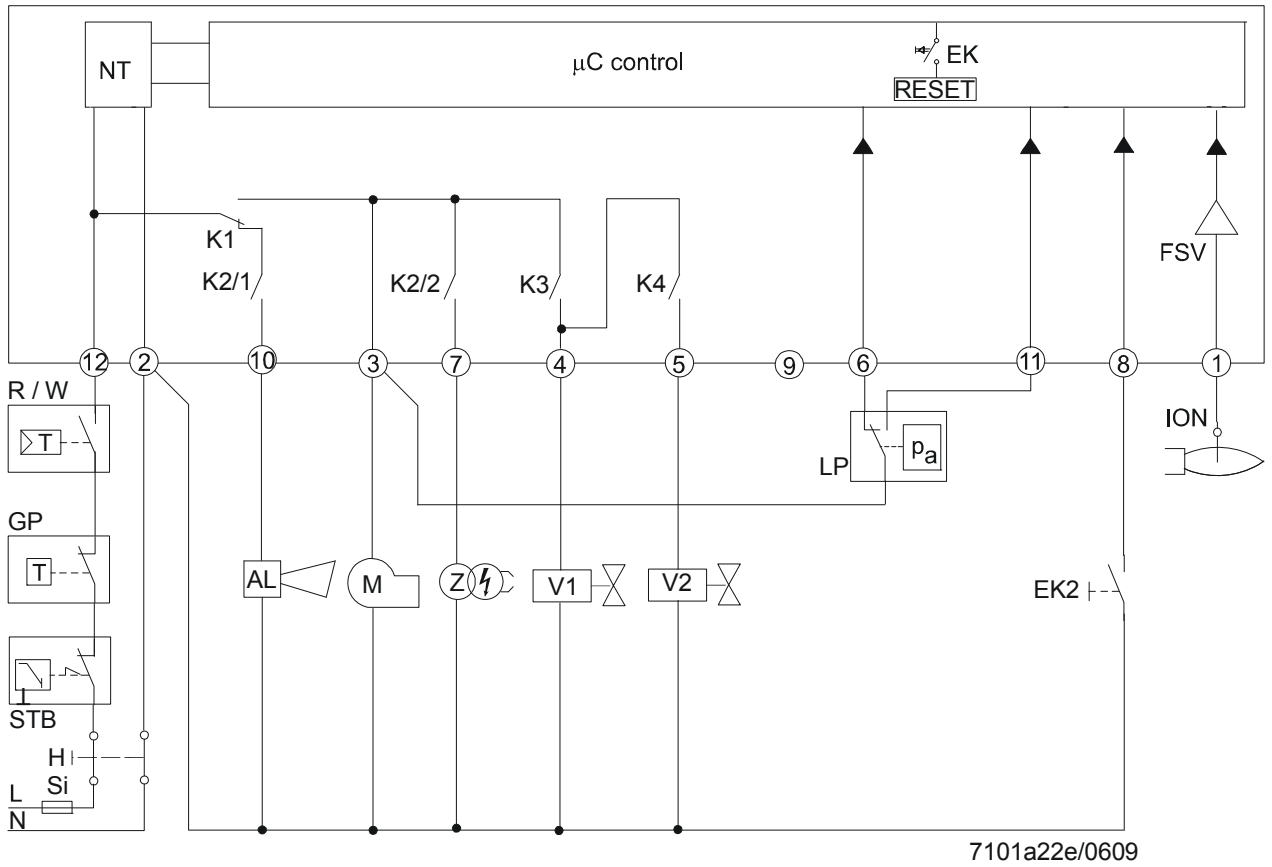 NT
μC control
EK
RESET
K1
K2/1
K2/2
K3
K4
FSV
12
2
10
3
7
4
5
9
6
11
8
1
R / W
T
LP
pa
ION
GP
T
AL
M
Z
V1
V2
EK2
STB
H
Si
L
N
7101a22e/0609